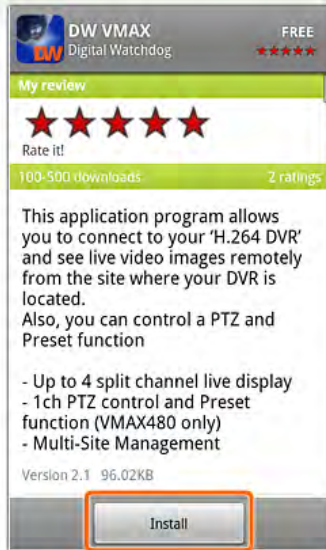 DW VMAX
FREE
DW
Digital Watchdog
My review
Rate it!
100-500 downloads
2 ratings
This application program allows
you to connect to your 'H.264 DVR'
and see live video images remotely
from the site where your DVR is
located.
Also, you can control a PTZ and
Preset function
- Up to 4 split channel live display
- 1ch PTZ control and Preset
function (VMAX480 only)
- Multi-Site Management
Version 2.1 96.02KB
Install